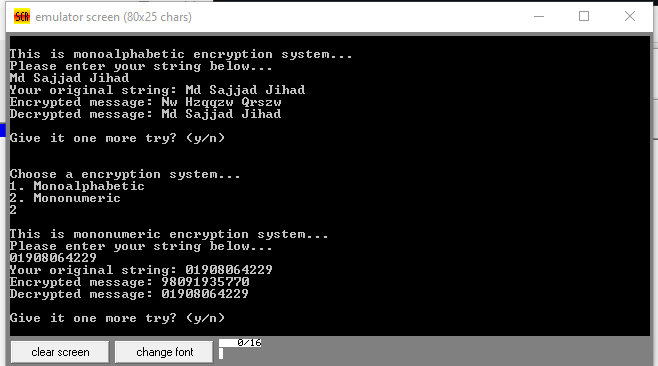 SCR emulator screen (80x25 chars)
This is monoalphabetic encryption system...
Please enter your string below...
Md Sajjad Jihad
Your original string: Md Sajjad Jihad
Encrypted message: Nw Hzqqzw Qrszw
Decrypted message: Md Sajjad Jihad
Give it one more try? (y/n)
Choose a encryption system...
1. Monoalphabetic
2. Mononumeric
2
This is mononumeric encryption system...
Please enter your string below...
01908064229
Your original string: 01908064229
Encrypted message: 98091935770
Decrypted message: 01908064229
Give it one more try? (y/n)
clear screen change font 0/16